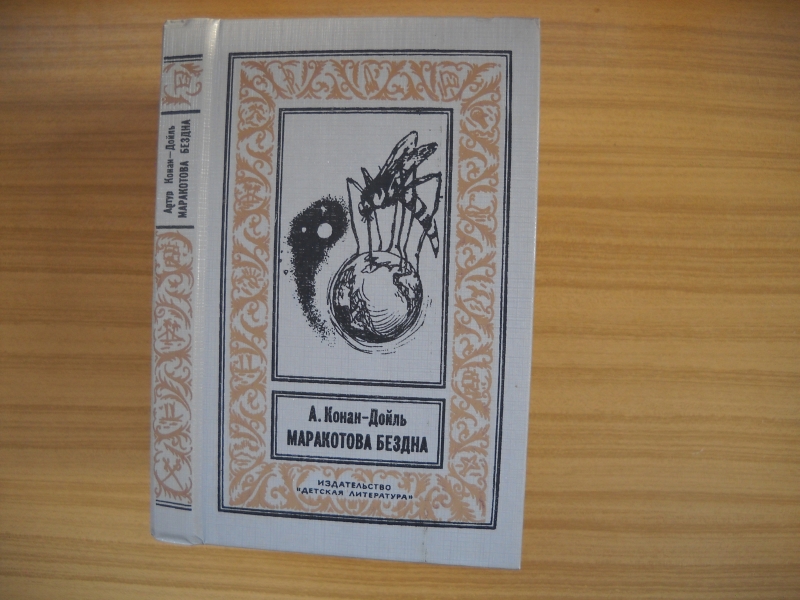 Артур Конан-Дойль
МАРАКОТОВА БЕЗДНА
А. Конан-Дойль
МАРАКОТОВА БЕЗДНА
ИЗДАТЕЛЬСТВО
"ДЕТСКАЯ ЛИТЕРАТУРА"